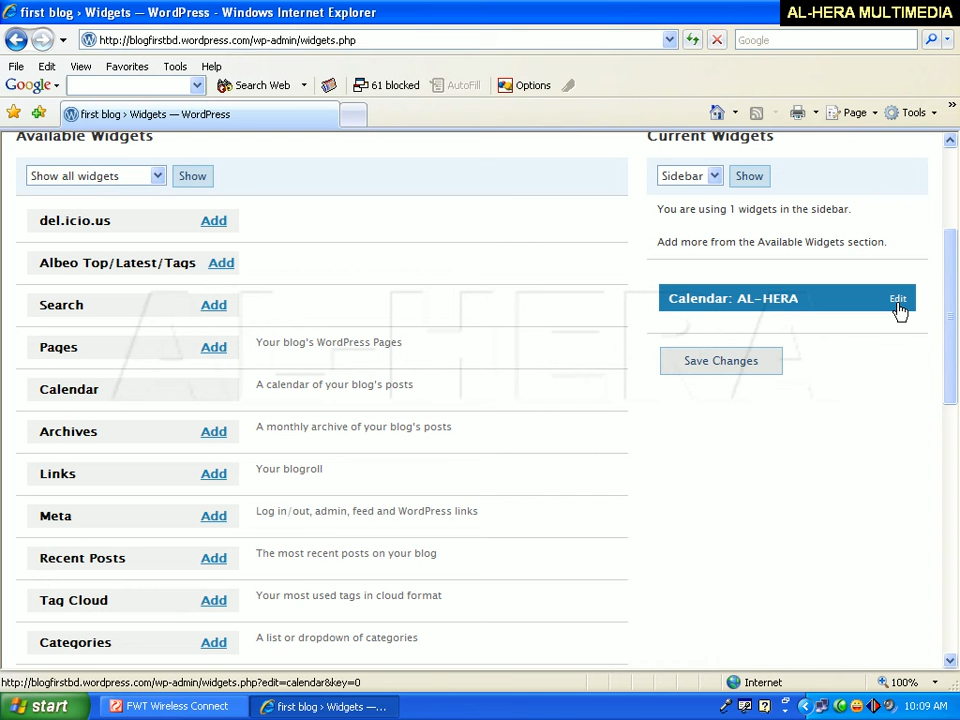 first blog › Widgets — WordPress - Windows Internet Explorer
AL-HERA MULTIMEDIA
http://blogfirstbd.wordpress.com/wp-admin/widgets.php
Google
File Edit View Favorites Tools Help
Google Search Web 61 blocked AutoFill Options
first blog › Widgets — WordPress
Page Tools
Available Widgets
Current Widgets
Show all widgets Show
Sidebar Show
You are using 1 widgets in the sidebar.
Add more from the Available Widgets section.
del.icio.us Add
Albeo Top/Latest/Tags Add
Calendar: AL-HERA Edit
Search Add
AL-HERA
Pages Add Your blog's WordPress Pages
Save Changes
Calendar A calendar of your blog's posts
Archives Add A monthly archive of your blog's posts
Links Add Your blogroll
Meta Add Log in/out, admin, feed and WordPress links
Recent Posts Add The most recent posts on your blog
Tag Cloud Add Your most used tags in cloud format
Categories Add A list or dropdown of categories
http://blogfirstbd.wordpress.com/wp-admin/widgets.php?edit=calendar&key=0
Internet 100%
start FWT Wireless Connect first blog › Widgets —... 10:09 AM